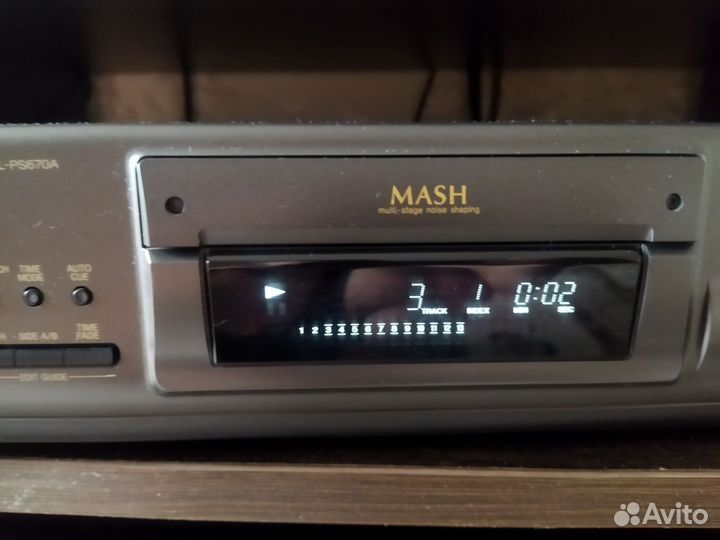 L-PS670A
MASH
multi-stage noise shaping
CH TIME MODE AUTO CUE
SIDE A/B TIME FADE
EDIT GUIDE
3 TRACK 1 INDEX 0:02 MIN SEC
1 2 3 4 5 6 7 8 9 10 11 12 13
Avito